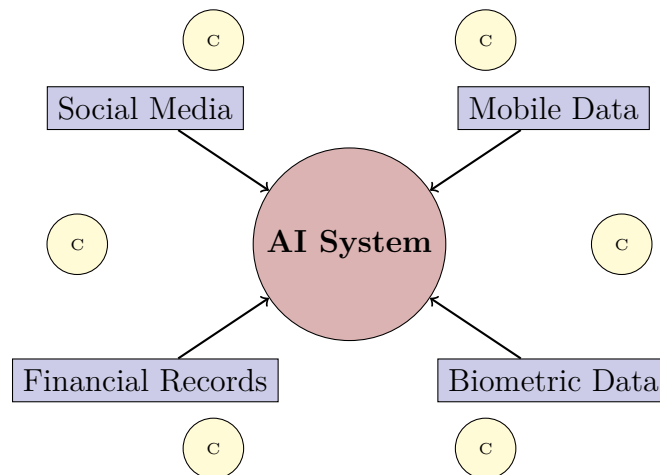 C
C
Social Media
Mobile Data
C
AI System
C
Financial Records
Biometric Data
C
C